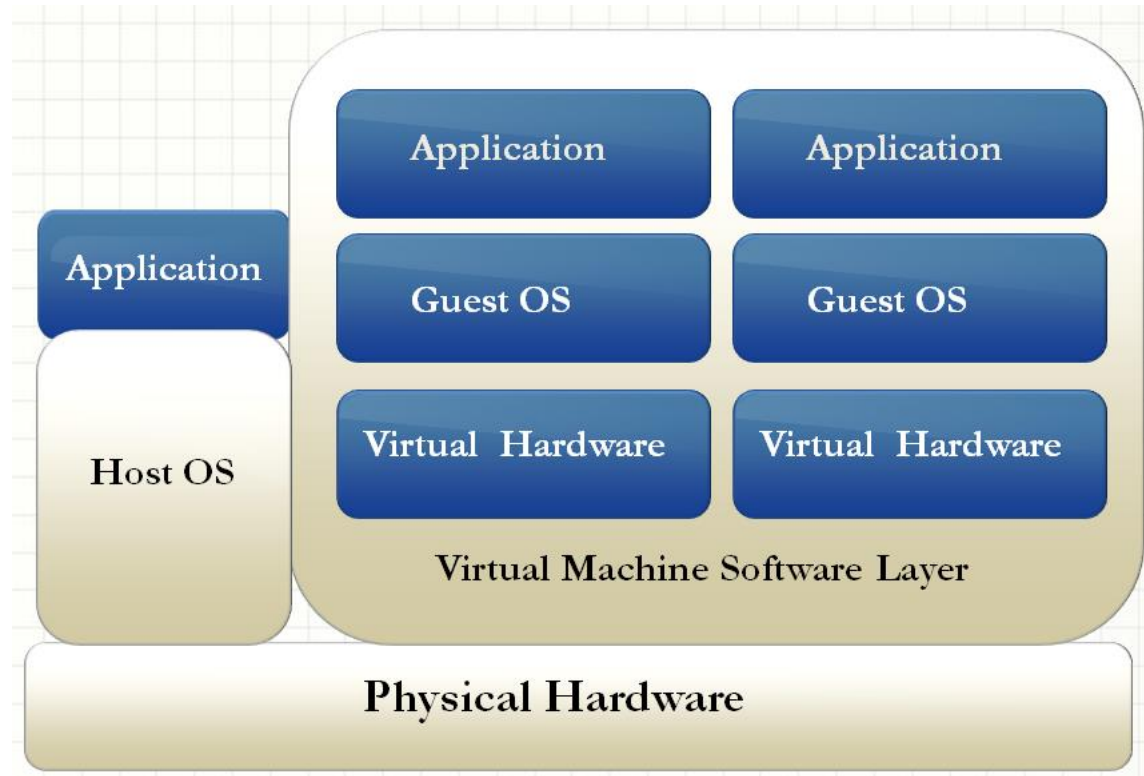 Application
Application
Application
Guest OS
Guest OS
Host OS
Virtual  Hardware
Virtual  Hardware
Virtual Machine Software Layer
Physical Hardware